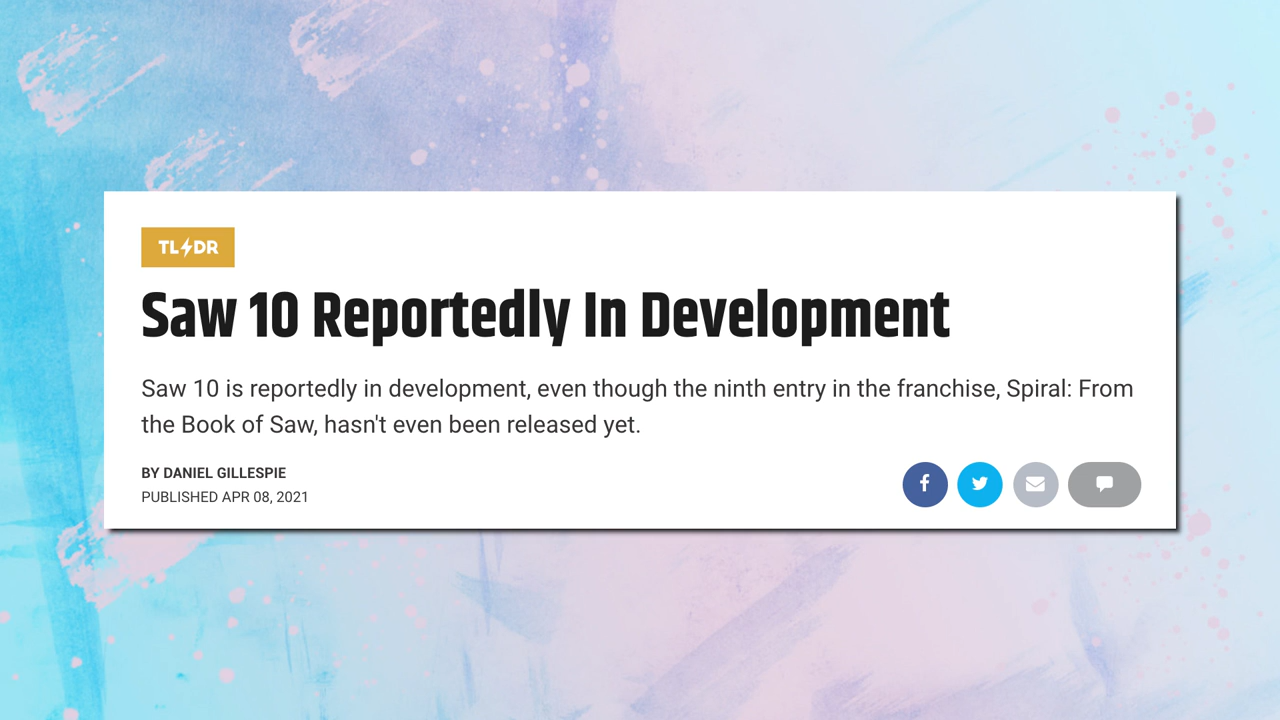 TL DR
Saw 10 Reportedly In Development
Saw 10 is reportedly in development, even though the ninth entry in the franchise, Spiral: From
the Book of Saw, hasn't even been released yet.
BY DANIEL GILLESPIE
PUBLISHED APR 08, 2021